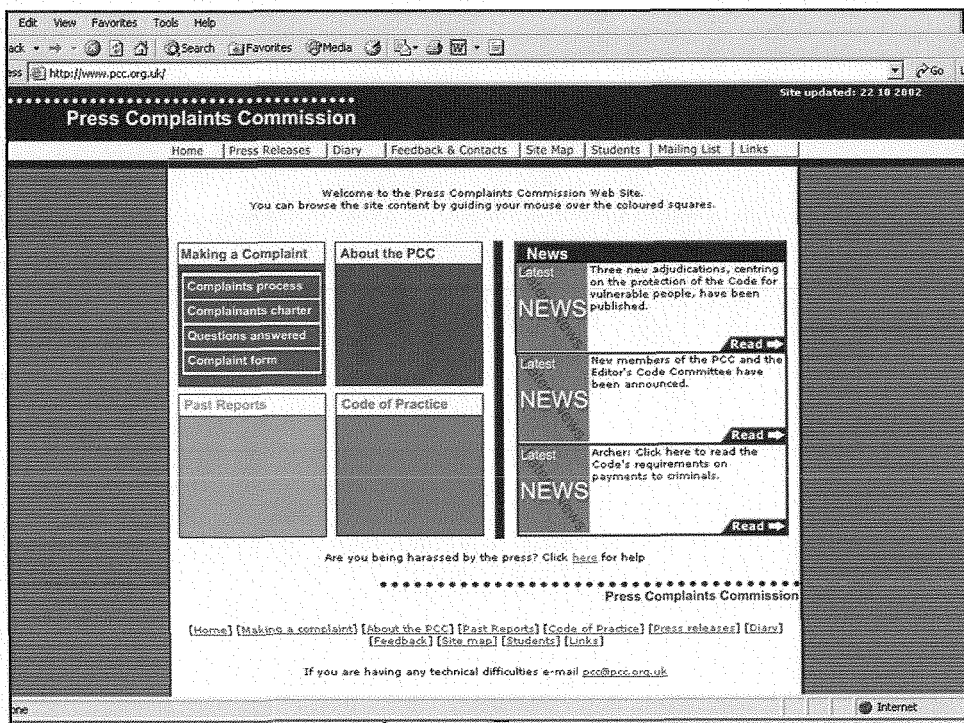 Edit View Favorites Tools Help
Search Favorites Media
http://www.pcc.org.uk/
Go
Site updated: 22 10 2002
Press Complaints Commission
Home Press Releases Diary Feedback & Contacts Site Map Students Mailing List Links
Welcome to the Press Complaints Commission Web Site.
You can browse the site content by guiding your mouse over the coloured squares.
Making a Complaint
Complaints process
Complainants charter
Questions answered
Complaint form
About the PCC
Past Reports
Code of Practice
News
Latest
NEWS
Three new adjudications, centring
on the protection of the Code for
vulnerable people, have been
published.
Read
Latest
NEWS
New members of the PCC and the
Editor's Code Committee have
been announced.
Read
Latest
NEWS
Archer: Click here to read the
Code's requirements on
payments to criminals.
Read
Are you being harassed by the press? Click here for help
Press Complaints Commission
[Home] [Making a complaint] [About the PCC] [Past Reports] [Code of Practice] [Press releases] [Diary]
[Feedback] [Site map] [Students] [Links]
If you are having any technical difficulties e-mail pcc@pcc.org.uk
Internet